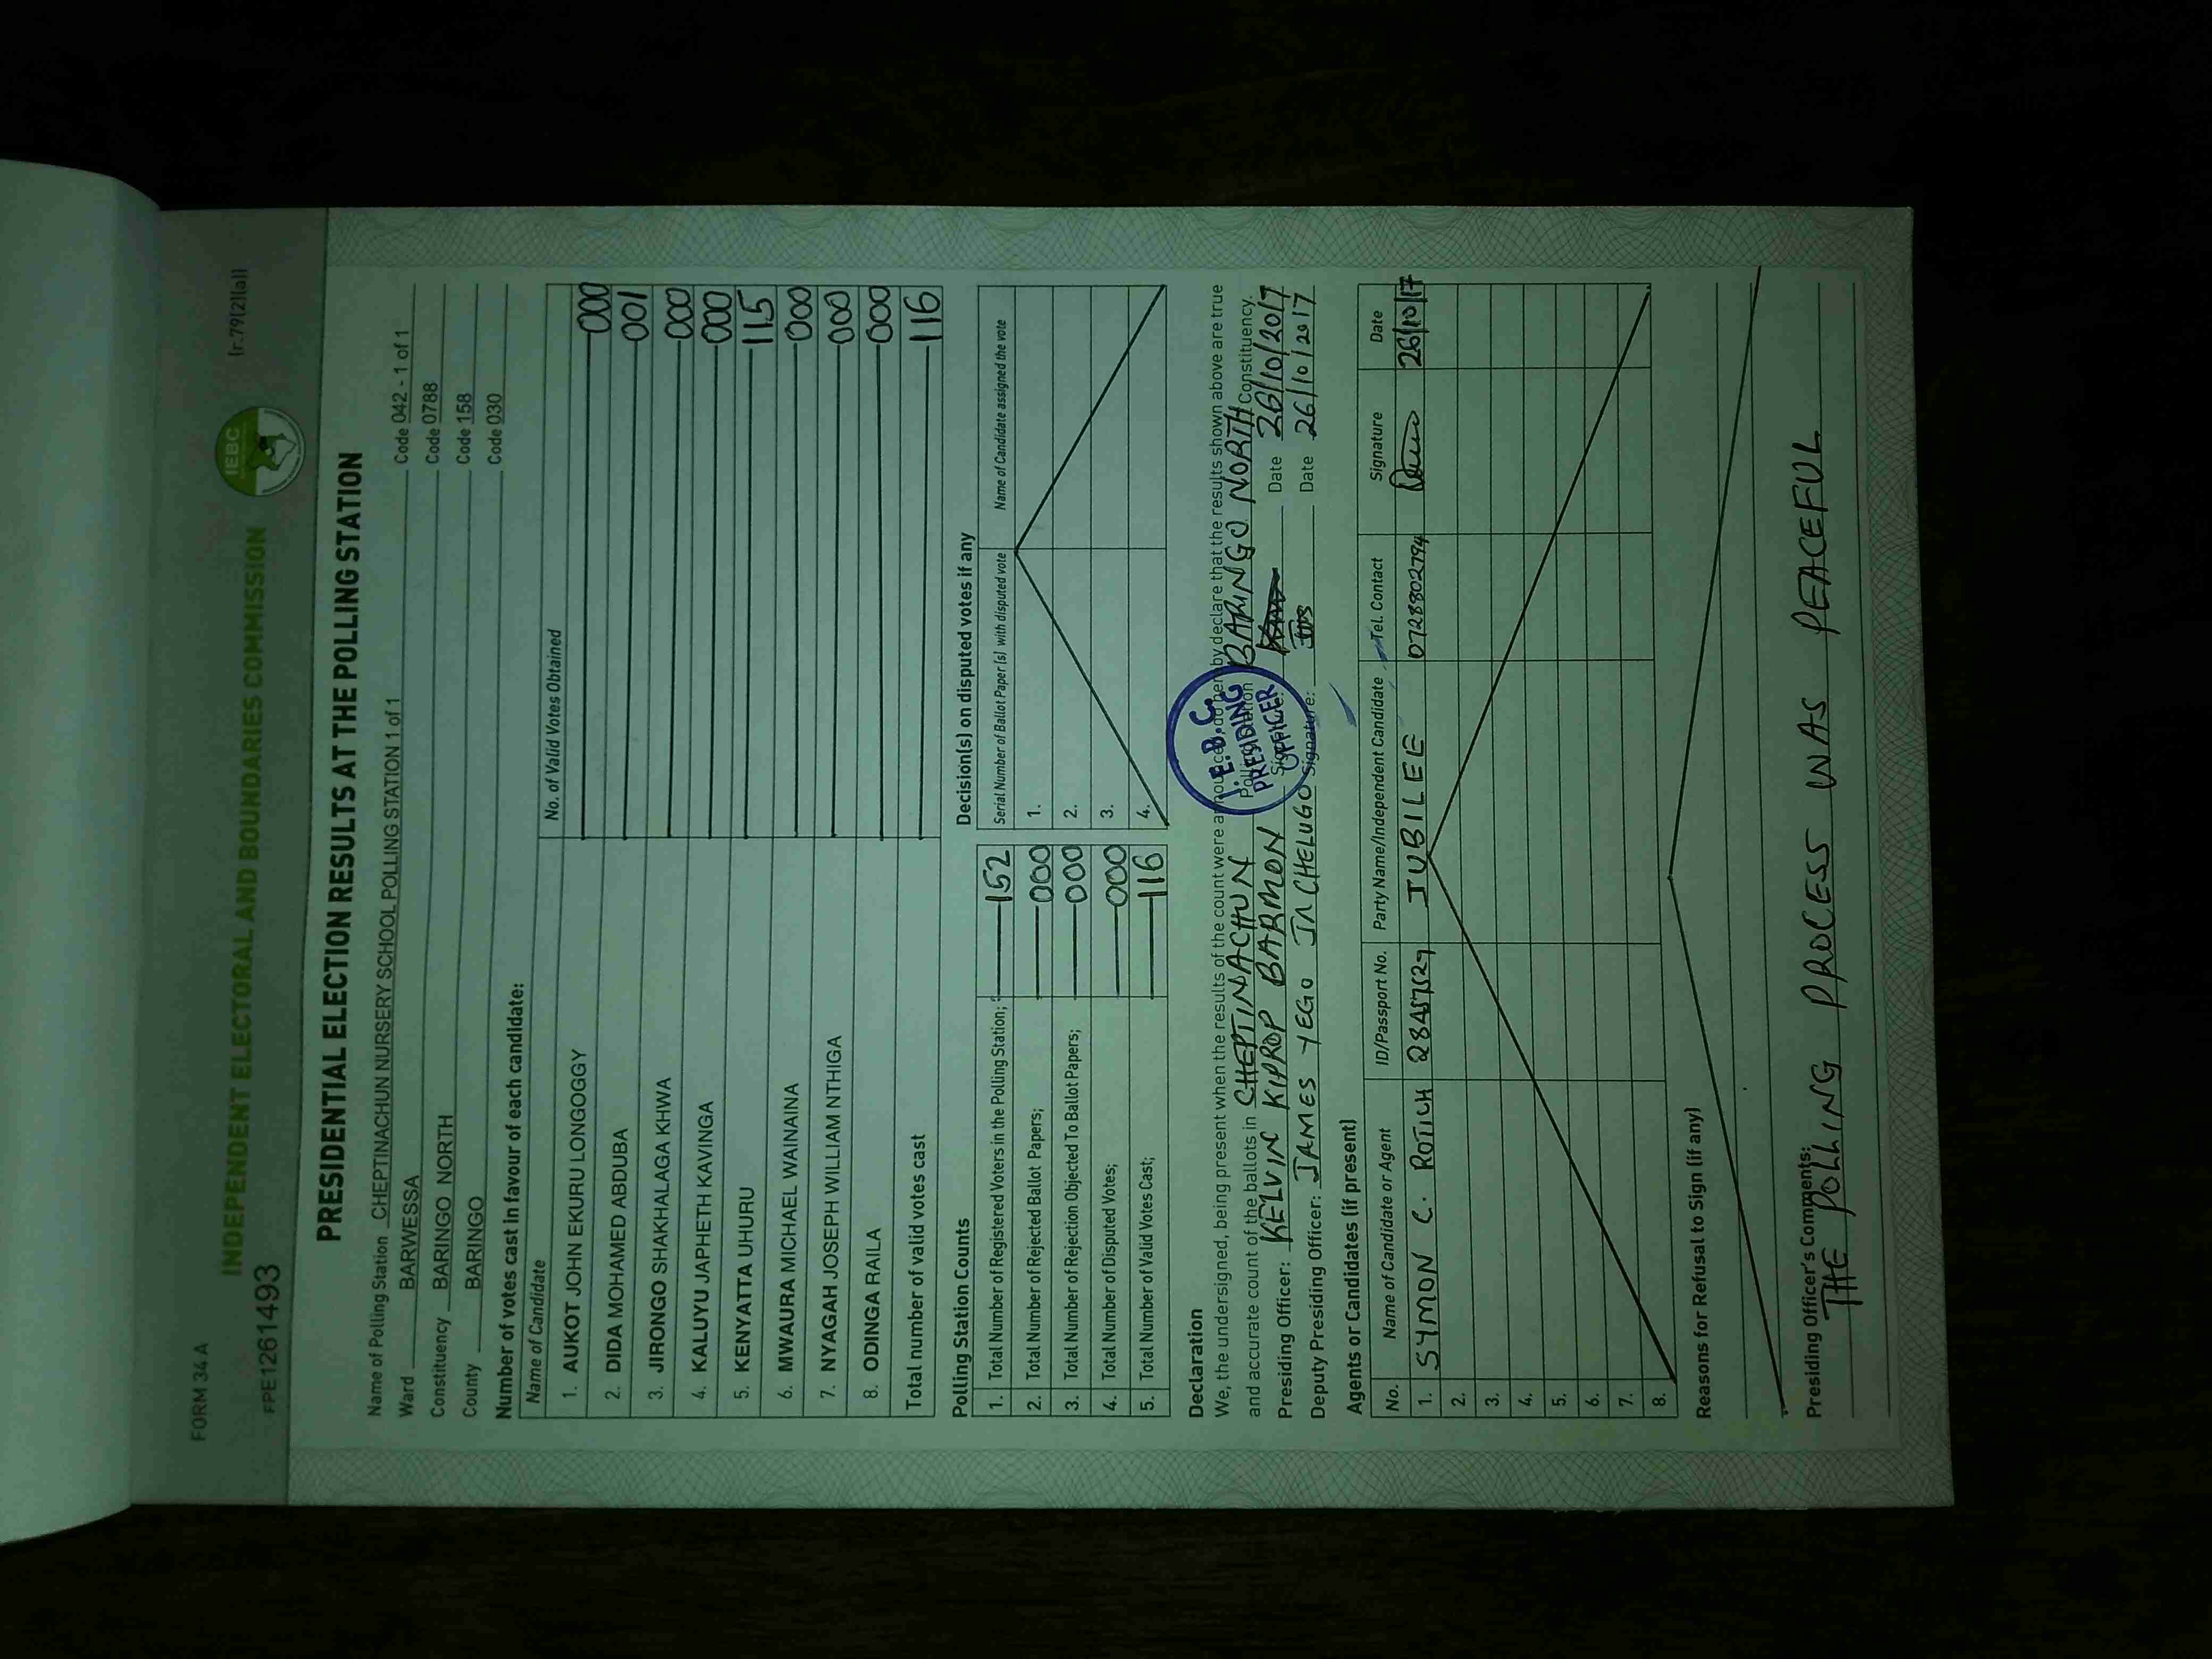 FORM 34 A
(r.79(2)(a))
IEBC
INDEPENDENT ELECTORAL AND BOUNDARIES COMMISSION
FPE1261493
PRESIDENTIAL ELECTION RESULTS AT THE POLLING STATION
Name of Polling Station CHEPTINACHUN NURSERY SCHOOL POLLING STATION 1 of 1 Code 042 - 1 of 1
Ward BARWESSA Code 0788
Constituency BARINGO NORTH Code 158
County BARINGO Code 030
Number of votes cast in favour of each candidate:
Name of Candidate No. of Valid Votes Obtained
1. AUKOT JOHN EKURU LONGOGGY 000
2. DIDA MOHAMED ABDUBA 001
3. JIRONGO SHAKHALAGA KHWA 000
4. KALUYU JAPHETH KAVINGA 000
5. KENYATTA UHURU 115
6. MWAURA MICHAEL WAINAINA 000
7. NYAGAH JOSEPH WILLIAM NTHIGA 000
8. ODINGA RAILA 000
Total number of valid votes cast 116
Polling Station Counts
1. Total Number of Registered Voters in the Polling Station; 152
2. Total Number of Rejected Ballot Papers; 000
3. Total Number of Rejection Objected To Ballot Papers; 000
4. Total Number of Disputed Votes; 000
5. Total Number of Valid Votes Cast; 116
Decision(s) on disputed votes if any
Serial Number of Ballot Paper(s) with disputed vote Name of Candidate assigned the vote
1.
2.
3.
4.
Declaration
We, the undersigned, being present when the results of the count were announced, do hereby declare that the results shown above are true
and accurate count of the ballots in CHEPTINACHUN Polling Station BARINGO NORTH Constituency.
Presiding Officer: KELVIN KIPROP BARMON Signature: Date 26/10/2017
Deputy Presiding Officer: JAMES YEGO CHELUGO Signature: Date 26/10/2017
I.E.B.C.
PRESIDING
OFFICER
Agents or Candidates (if present)
No. Name of Candidate or Agent ID/Passport No. Party Name/Independent Candidate Tel. Contact Signature Date
1. SYMON C. ROTICH 28457527 JUBILEE 0728802794 26/10/17
2.
3.
4.
5.
6.
7.
8.
Reasons for Refusal to Sign (if any)
Presiding Officer's Comments:
THE POLLING PROCESS WAS PEACEFUL